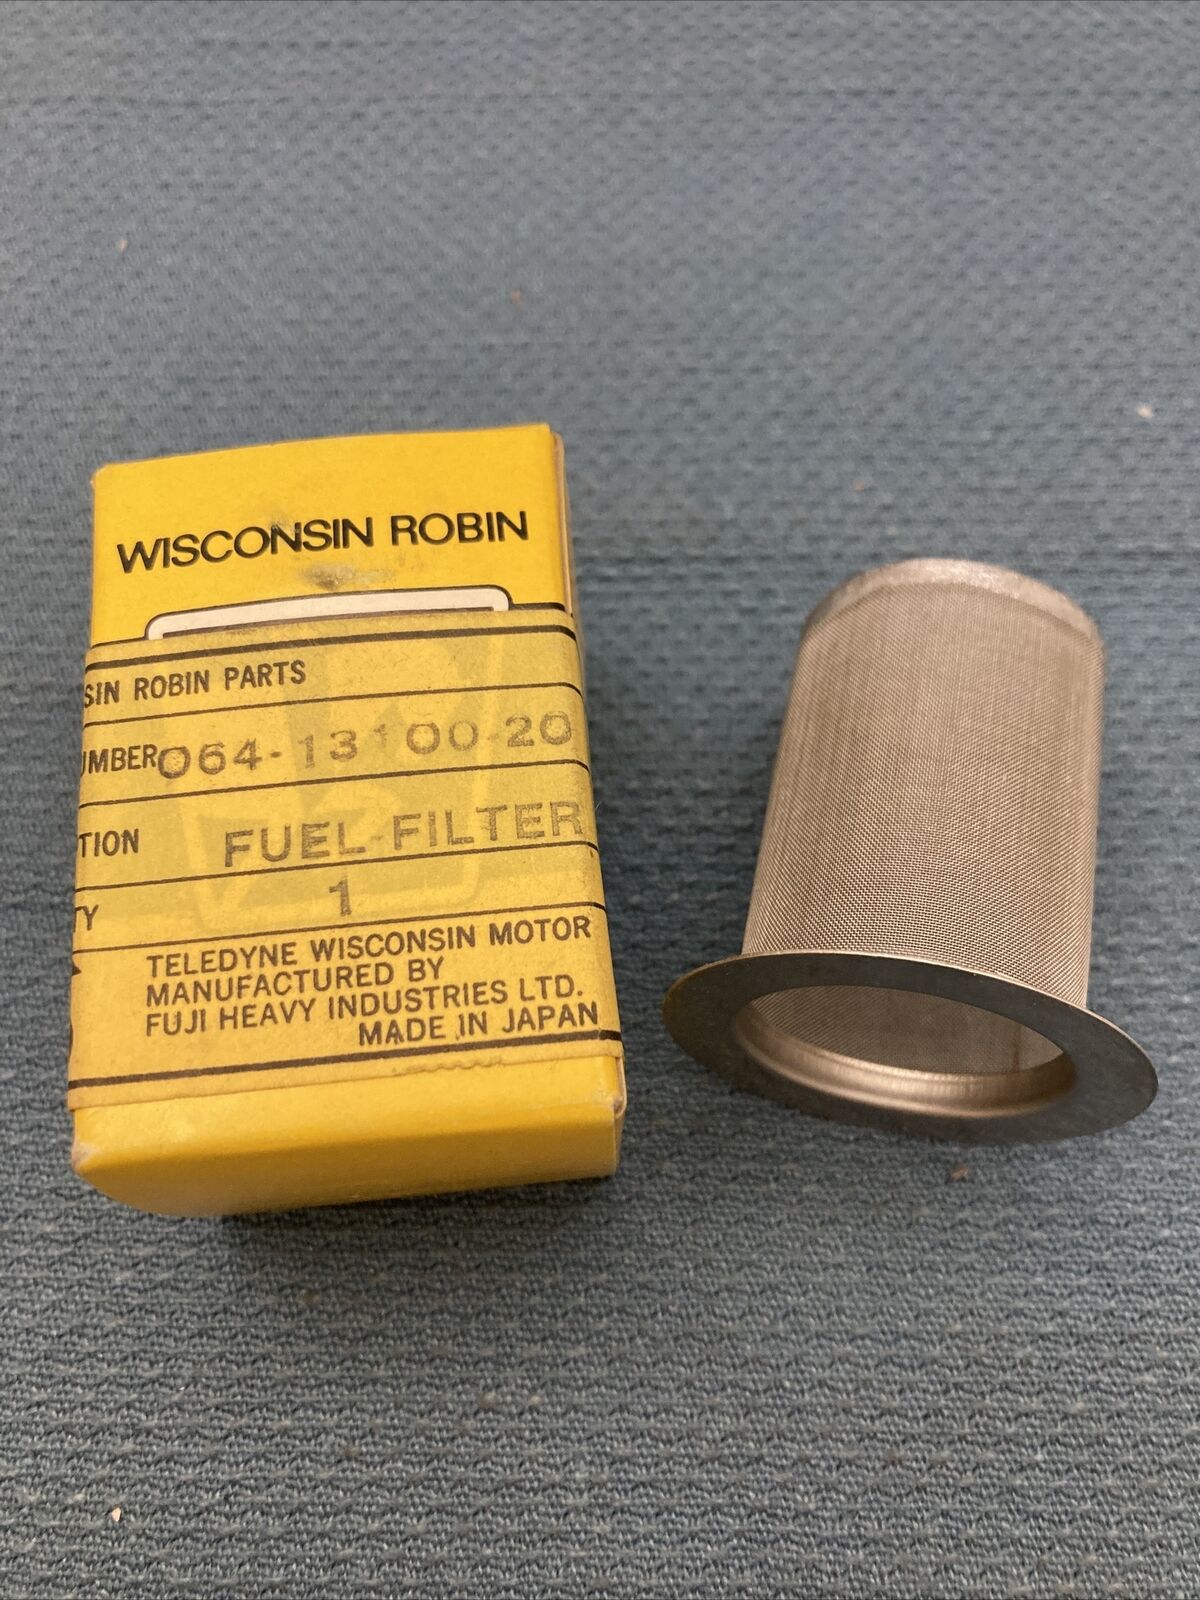 WISCONSIN ROBIN
SIN ROBIN PARTS
UMBER 064-13100-20
TION FUEL FILTER
TY 1
TELEDYNE WISCONSIN MOTOR
MANUFACTURED BY
FUJI HEAVY INDUSTRIES LTD.
MADE IN JAPAN